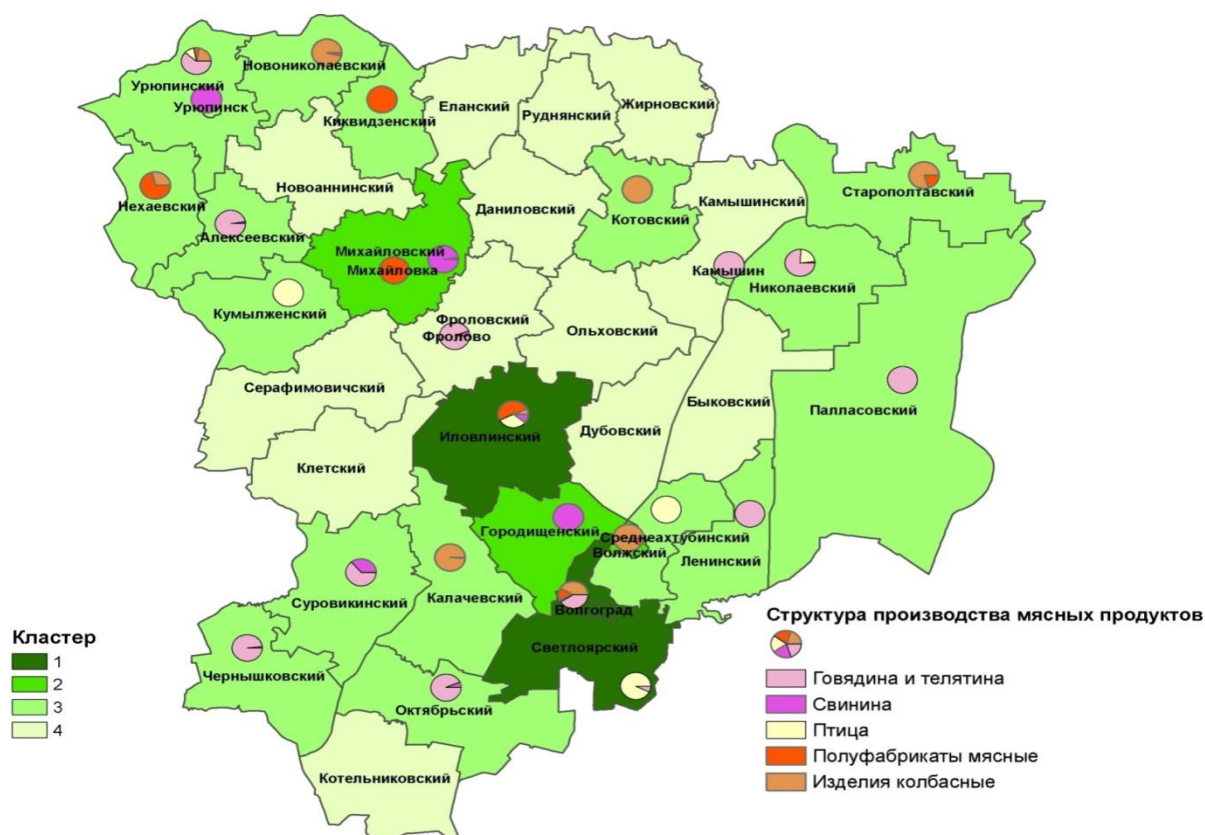 Урюпинский
Новониколаевский
Урюпинск
Киквидзенский
Еланский
Руднянский
Жирновский
Нехаевский
Новоаннинский
Алексеевский
Даниловский
Котовский
Камышинский
Старополтавский
Михайловский
Михайловка
Камышин
Николаевский
Кумылженский
Фроловский
Фролово
Ольховский
Серафимовичский
Быковский
Палласовский
Иловлинский
Дубовский
Клетский
Городищенский
Среднеахтубинский
Волжский
Ленинский
Суровикинский
Калачевский
Волгоград
Светлоярский
Чернышковский
Октябрьский
Котельниковский
Кластер
1
2
3
4
Структура производства мясных продуктов
Говядина и телятина
Свинина
Птица
Полуфабрикаты мясные
Изделия колбасные